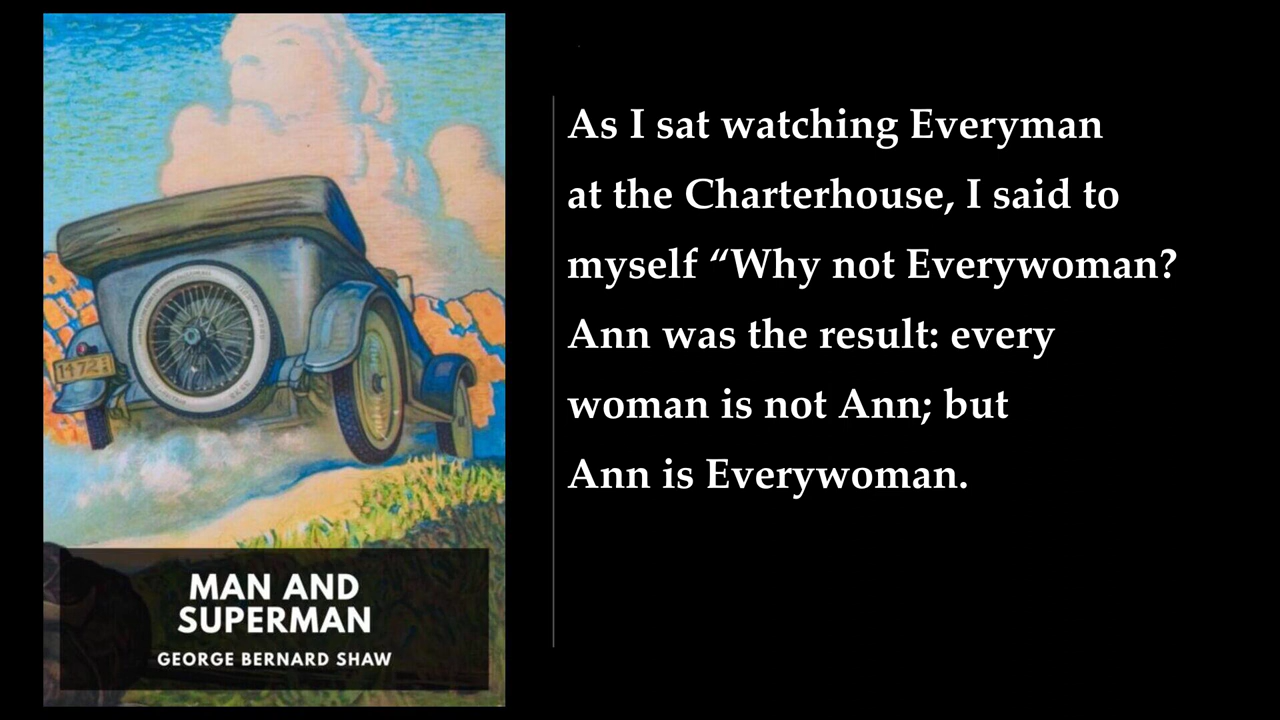 As I sat watching Everyman
at the Charterhouse, I said to
myself “Why not Everywoman?
Ann was the result: every
woman is not Ann; but
Ann is Everywoman.
1472
MAN AND
SUPERMAN
GEORGE BERNARD SHAW